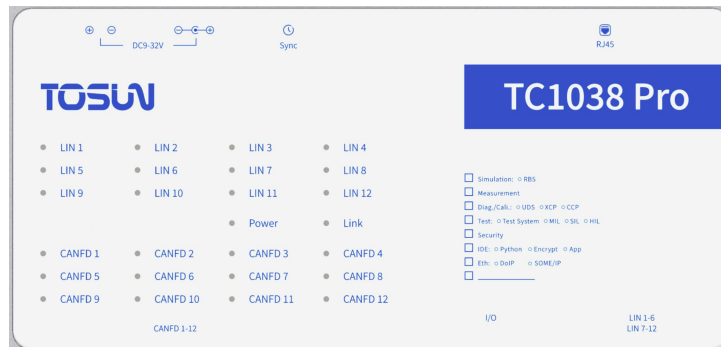 DC9-32V
Sync
RJ45
TOSUN
TC1038 Pro
LIN 1 LIN 2 LIN 3 LIN 4
LIN 5 LIN 6 LIN 7 LIN 8
LIN 9 LIN 10 LIN 11 LIN 12
Power Link
CANFD 1 CANFD 2 CANFD 3 CANFD 4
CANFD 5 CANFD 6 CANFD 7 CANFD 8
CANFD 9 CANFD 10 CANFD 11 CANFD 12
CANFD 1-12
Simulation: RBS
Measurement
Diag./Cali.: UDS XCP CCP
Test: Test System MIL SIL HIL
Security
IDE: Python Encrypt App
Eth: DoIP SOME/IP
I/O
LIN 1-6
LIN 7-12